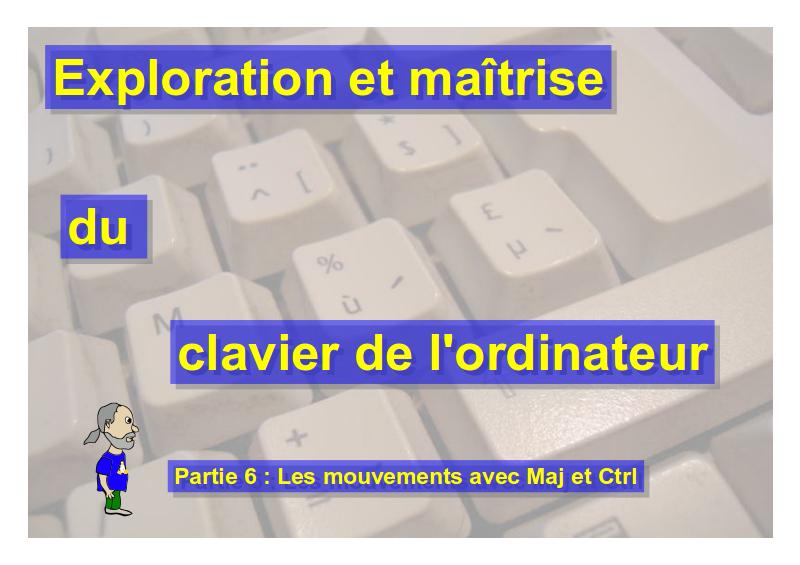 Exploration et maîtrise
du
clavier de l'ordinateur
Partie 6 : Les mouvements avec Maj et Ctrl
* $ ]
¨ ^ [
£ µ `
% ù ´
M
+ =